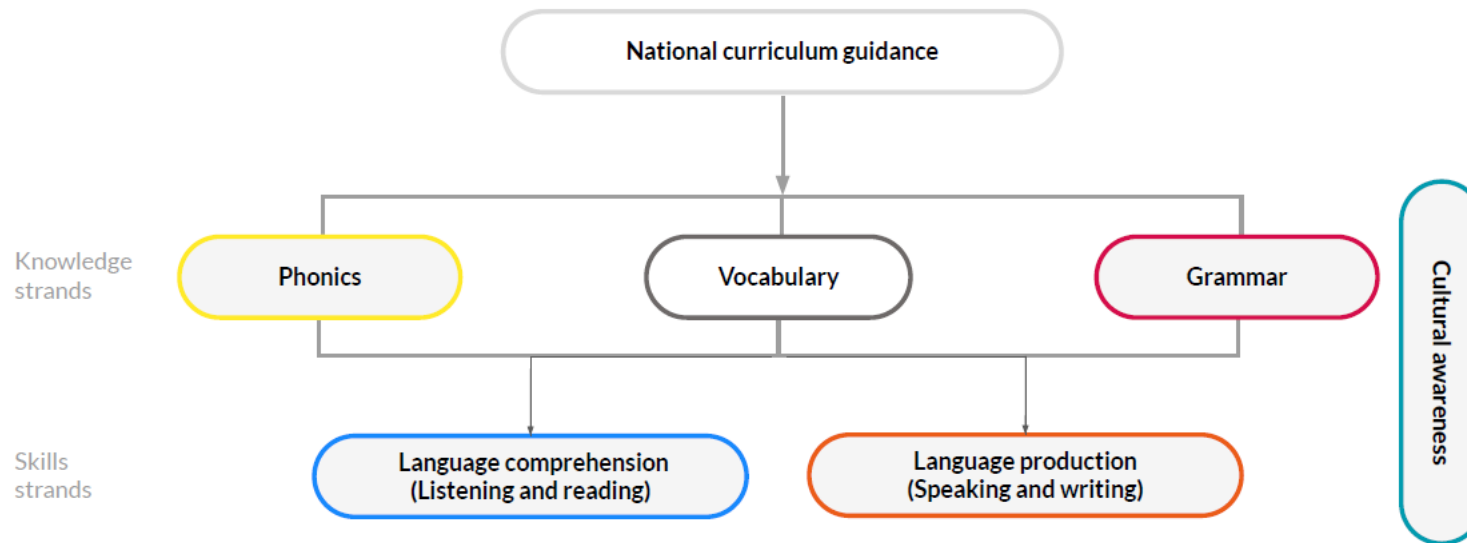 National curriculum guidance
Knowledge
strands
Phonics
Vocabulary
Grammar
Cultural awareness
Skills
strands
Language comprehension
(Listening and reading)
Language production
(Speaking and writing)